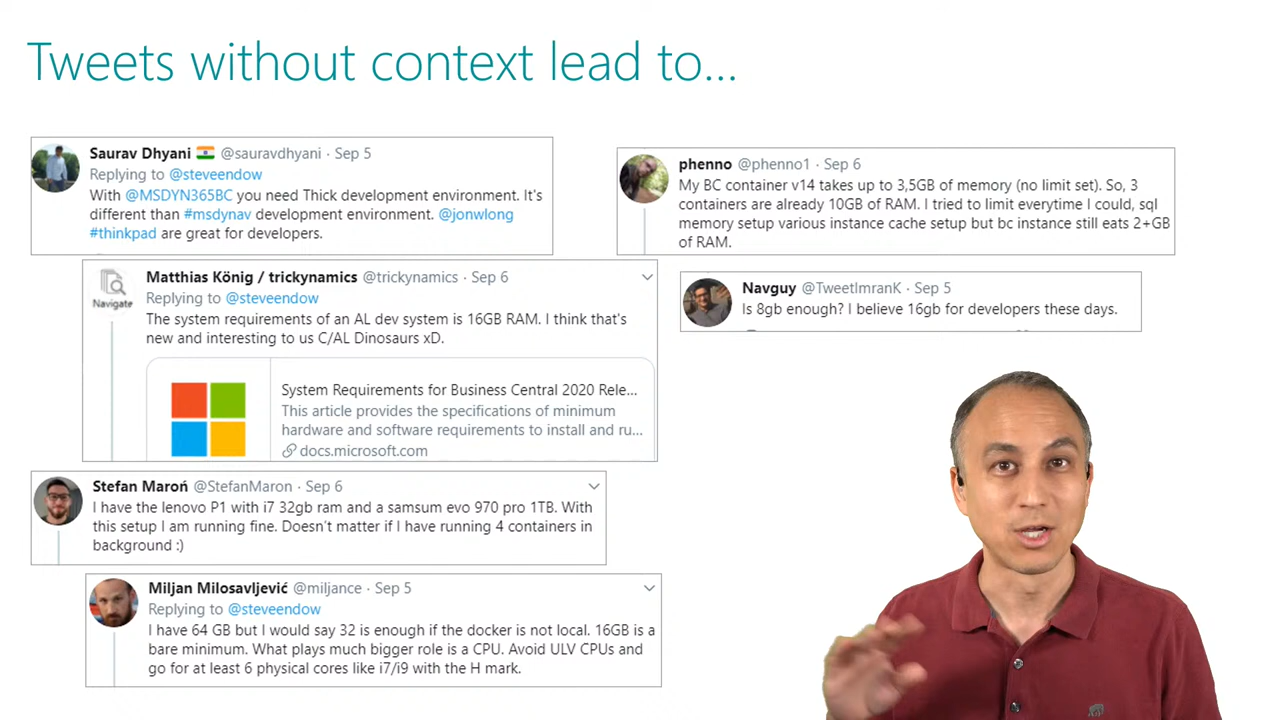 Tweets without context lead to...
Saurav Dhyani 🇮🇳 @sauravdhyani · Sep 5
Replying to @steveendow
With @MSDYN365BC you need Thick development environment. It's
different than #msdynav development environment. @jonwlong
#thinkpad are great for developers.
Navigate
Matthias König / trickynamics @trickynamics · Sep 6
Replying to @steveendow
The system requirements of an AL dev system is 16GB RAM. I think that's
new and interesting to us C/AL Dinosaurs xD.
System Requirements for Business Central 2020 Rele...
This article provides the specifications of minimum
hardware and software requirements to install and ru...
docs.microsoft.com
Stefan Maroń @StefanMaron · Sep 6
I have the lenovo P1 with i7 32gb ram and a samsum evo 970 pro 1TB. With
this setup I am running fine. Doesn't matter if I have running 4 containers in
background :)
Miljan Milosavljević @miljance · Sep 5
Replying to @steveendow
I have 64 GB but I would say 32 is enough if the docker is not local. 16GB is a
bare minimum. What plays much bigger role is a CPU. Avoid ULV CPUs and
go for at least 6 physical cores like i7/i9 with the H mark.
phenno @phenno1 · Sep 6
My BC container v14 takes up to 3,5GB of memory (no limit set). So, 3
containers are already 10GB of RAM. I tried to limit everytime I could, sql
memory setup various instance cache setup but bc instance still eats 2+GB
of RAM.
Navguy @TweetImranK · Sep 5
Is 8gb enough? I believe 16gb for developers these days.